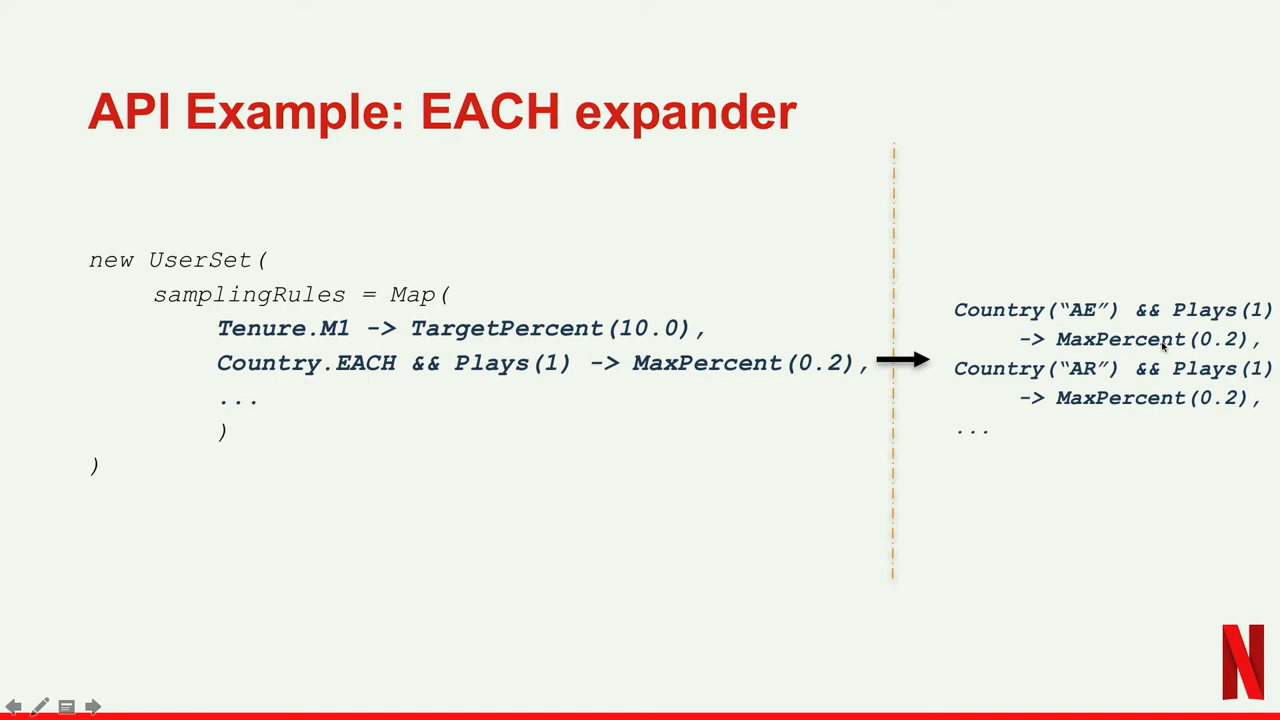 API Example: EACH expander
new UserSet(
samplingRules = Map(
Tenure.M1 -> TargetPercent(10.0),
Country.EACH && Plays(1) -> MaxPercent(0.2),
...
)
)
Country(“AE”) && Plays(1)
-> MaxPercent(0.2),
Country(“AR”) && Plays(1)
-> MaxPercent(0.2),
...
N